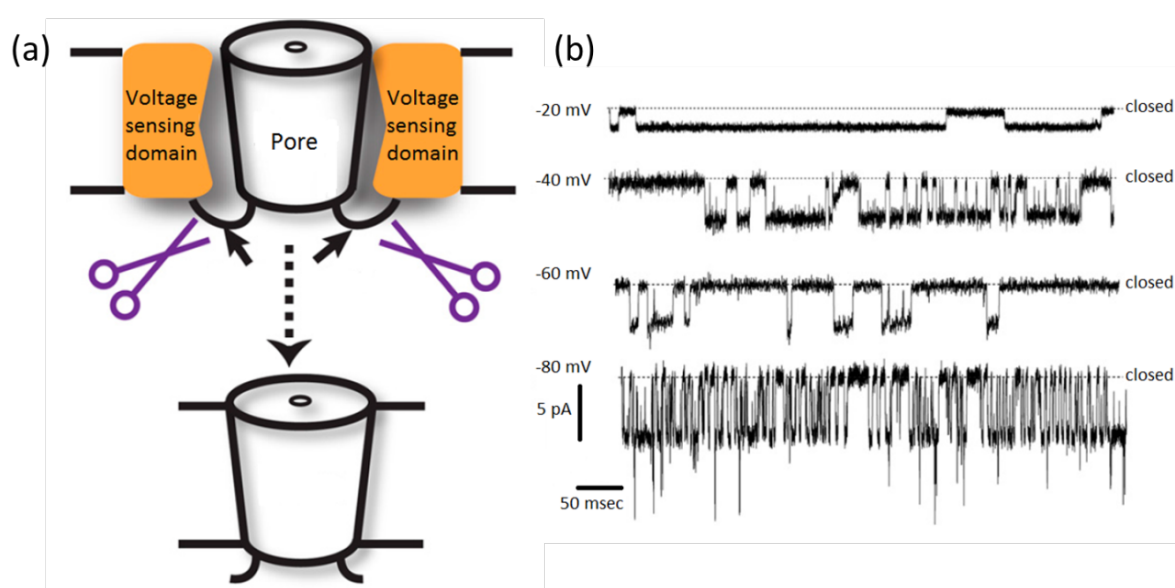 (a)
Voltage
sensing
domain
Pore
Voltage
sensing
domain
(b)
-20 mV
closed
-40 mV
closed
-60 mV
closed
-80 mV
closed
5 pA
50 msec